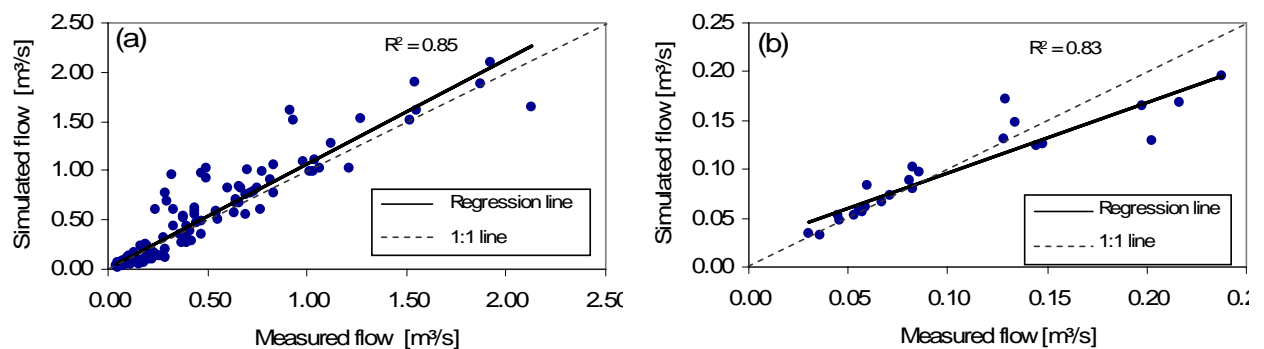 (a)
R² = 0.85
2.50
2.00
1.50
1.00
0.50
0.00
Simulated flow [m³/s]
Regression line
1:1 line
0.00 0.50 1.00 1.50 2.00 2.50
Measured flow [m³/s]
(b)
R² = 0.83
0.25
0.20
0.15
0.10
0.05
0.00
Simulated flow [m³/s]
Regression line
1:1 line
0.00 0.05 0.10 0.15 0.20
Measured flow [m³/s]